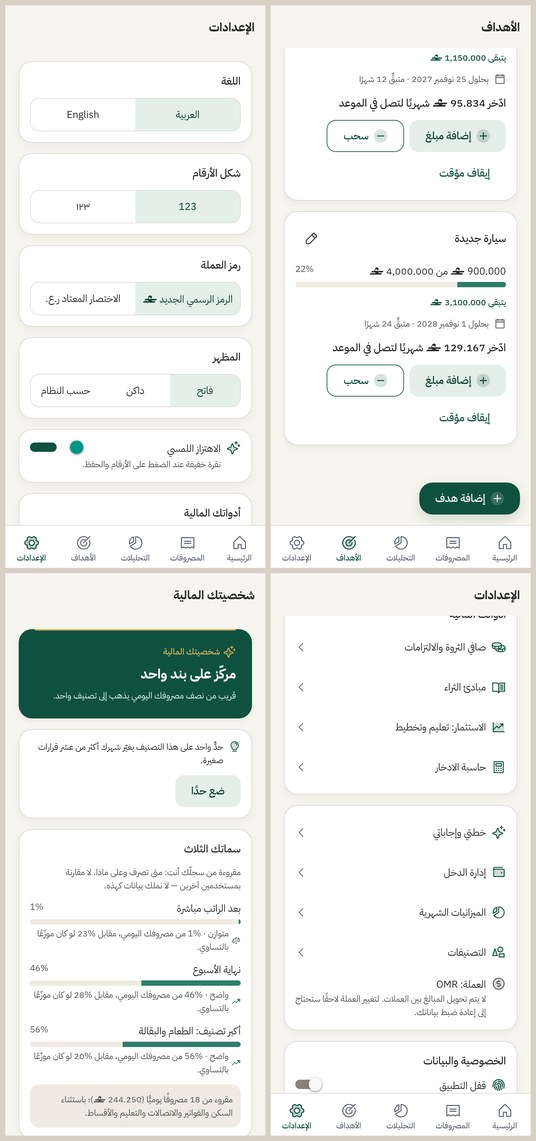 الأهداف
يتبقى 1,150.000
بحلول 25 نوفمبر 2027 · متبقٍّ 12 شهرًا
ادّخر 95.834 شهريًا لتصل في الموعد
إضافة مبلغ
سحب
إيقاف مؤقت
سيارة جديدة
900.000 من 4,000.000
22%
يتبقى 3,100.000
بحلول 1 نوفمبر 2028 · متبقٍّ 24 شهرًا
ادّخر 129.167 شهريًا لتصل في الموعد
إضافة مبلغ
سحب
إيقاف مؤقت
إضافة هدف
الرئيسية
المصروفات
التحليلات
الأهداف
الإعدادات
الإعدادات
اللغة
العربية
English
شكل الأرقام
123
١٢٣
رمز العملة
الرمز الرسمي الجديد
الاختصار المعتاد ر.ع.
المظهر
فاتح
داكن
حسب النظام
الاهتزاز اللمسي
نقرة خفيفة عند الضغط على الأرقام والحفظ.
أدواتك المالية
الرئيسية
المصروفات
التحليلات
الأهداف
الإعدادات
الإعدادات
أدواتك المالية
صافي الثروة والالتزامات
مبادئ الثراء
الاستثمار: تعليم وتخطيط
حاسبة الادخار
خطتي وإجاباتي
إدارة الدخل
الميزانيات الشهرية
التصنيفات
العملة: OMR
لا يتم تحويل المبالغ بين العملات. لتغيير العملة لاحقًا ستحتاج
إلى إعادة ضبط بياناتك.
الخصوصية والبيانات
قفل التطبيق
الرئيسية
المصروفات
التحليلات
الأهداف
الإعدادات
شخصيتك المالية
شخصيتك المالية
مركّز على بند واحد
قريب من نصف مصروفك اليومي يذهب إلى تصنيف واحد.
حدٌّ واحد على هذا التصنيف يغيّر شهرك أكثر من عشر قرارات
صغيرة.
ضع حدًا
سماتك الثلاث
مقروءة من سجلّك أنت: متى تصرف وعلى ماذا. لا مقارنة
بمستخدمين آخرين — لا نملك بيانات كهذه.
بعد الراتب مباشرة
1%
متوازن · 1% من مصروفك اليومي، مقابل 23% لو كان موزّعًا
بالتساوي.
نهاية الأسبوع
46%
واضح · 46% من مصروفك اليومي، مقابل 28% لو كان موزّعًا
بالتساوي.
أكبر تصنيف: الطعام والبقالة
56%
واضح · 56% من مصروفك اليومي، مقابل 20% لو كان موزّعًا
بالتساوي.
مقروء من 18 مصروفًا يوميًّا (244.250)؛ باستثناء
السكن والفواتير والاتصالات والتعليم والأقساط.